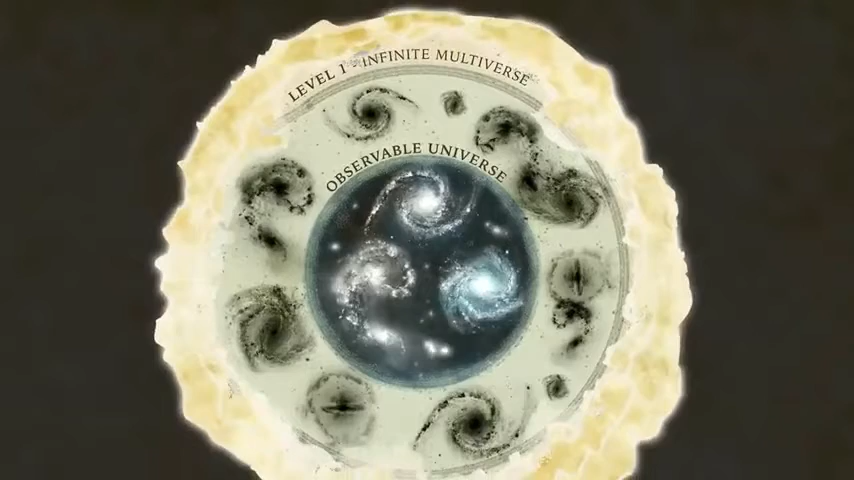 LEVEL 1 - INFINITE MULTIVERSE
OBSERVABLE UNIVERSE